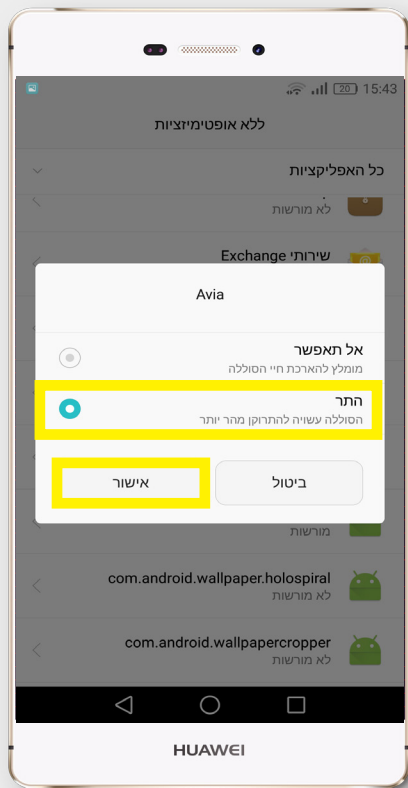 20 15:43
ללא אופטימיזציות
כל האפליקציות
לא מורשות
שירותי Exchange
Avia
אל תאפשר
מומלץ להארכת חיי הסוללה
התר
הסוללה עשויה להתרוקן מהר יותר
ביטול
אישור
מורשות
com.android.wallpaper.holospiral
לא מורשות
com.android.wallpapercropper
לא מורשות
HUAWEI